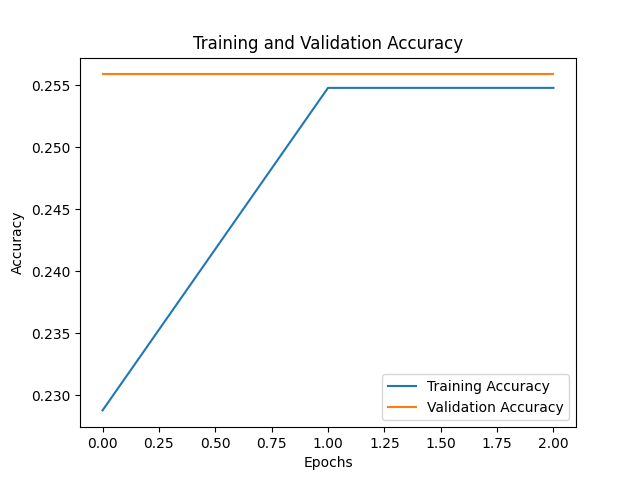 Training and Validation Accuracy
0.255
0.250
0.245
0.240
0.235
0.230
Accuracy
0.00 0.25 0.50 0.75 1.00 1.25 1.50 1.75 2.00
Epochs
Training Accuracy
Validation Accuracy